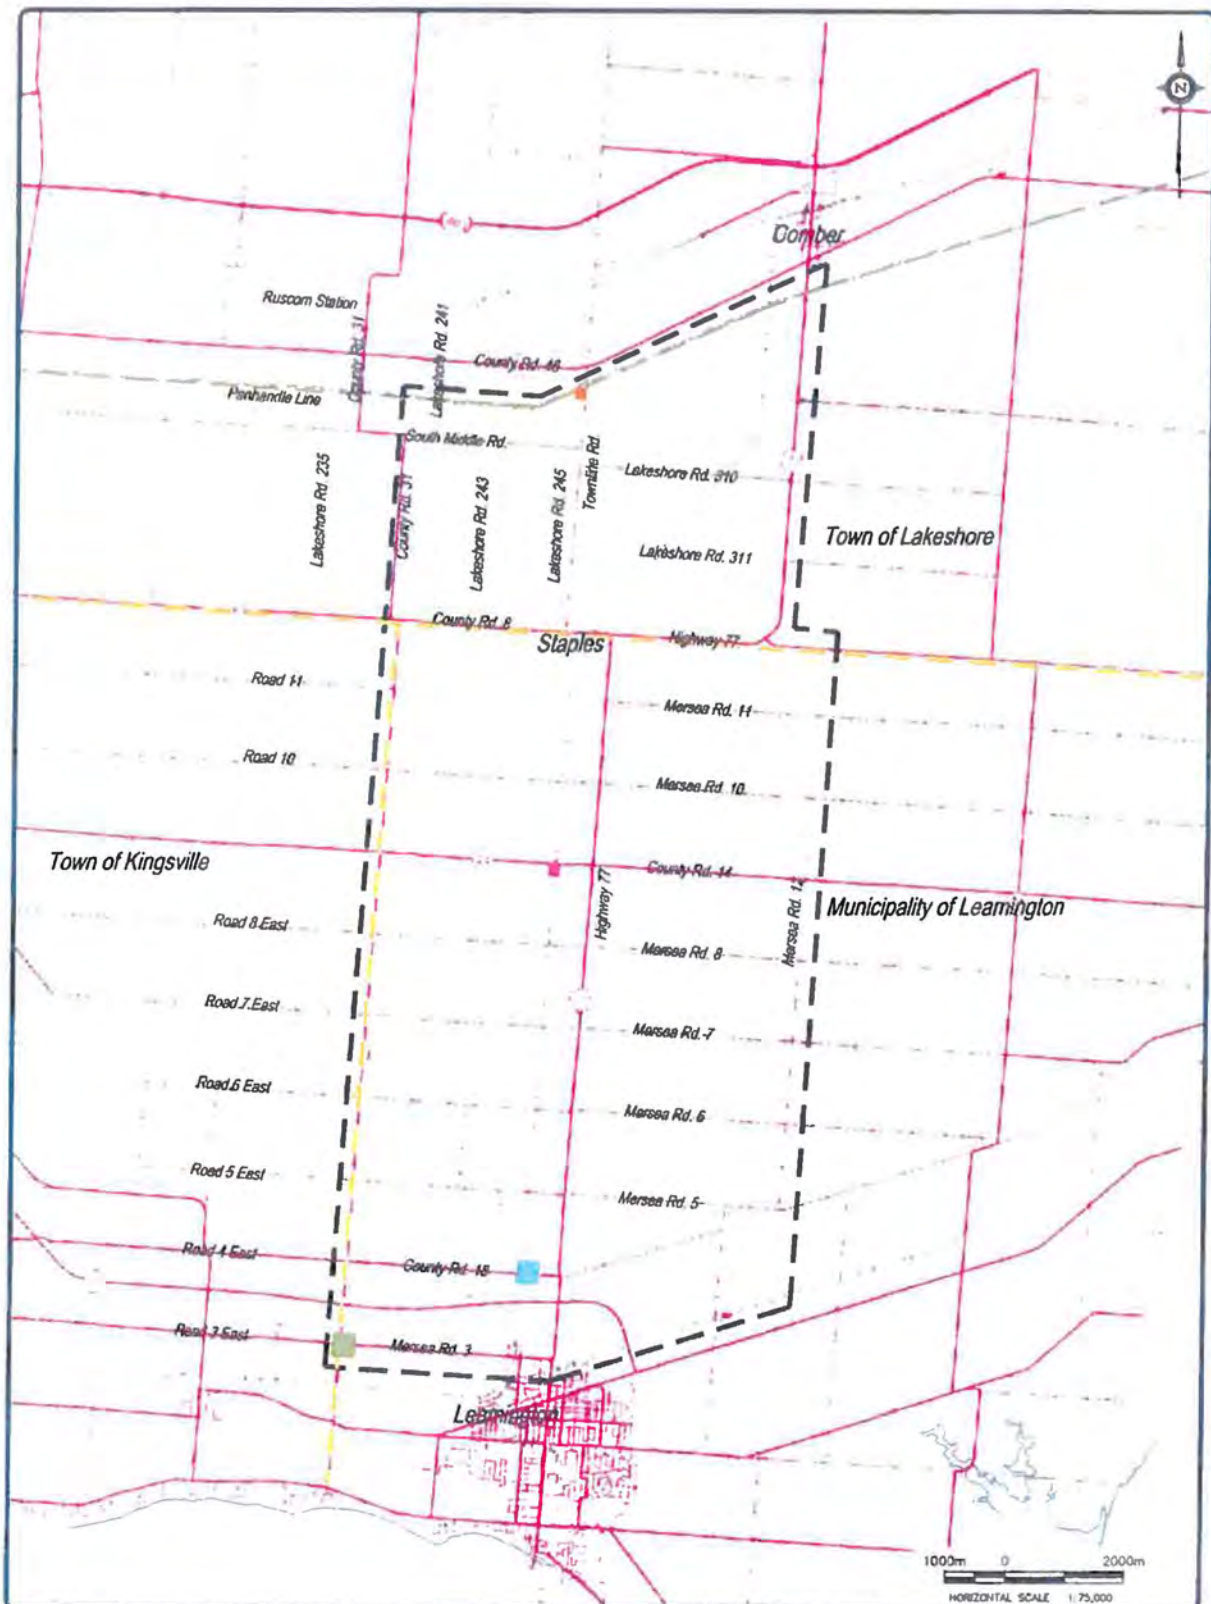 N
Comber
Ruscom Station
County Rd. 31
Lakeshore Rd. 241
County Rd. 46
Panhandle Line
South Middle Rd.
Lakeshore Rd. 235
County Rd. 31
Lakeshore Rd. 243
Lakeshore Rd. 245
Townline Rd.
Lakeshore Rd. 310
Town of Lakeshore
Lakeshore Rd. 311
County Rd. 8
Staples
Highway 77
Road 11
Mersea Rd. 11
Road 10
Mersea Rd. 10
Town of Kingsville
County Rd. 14
Highway 77
Mersea Rd. 12
Municipality of Leamington
Road 8 East
Mersea Rd. 8
Road 7 East
Mersea Rd. 7
Road 6 East
Mersea Rd. 6
Road 5 East
Mersea Rd. 5
Road 4 East
County Rd. 18
Road 3 East
Mersea Rd. 3
Leamington
1000m 0 2000m
HORIZONTAL SCALE 1:75,000